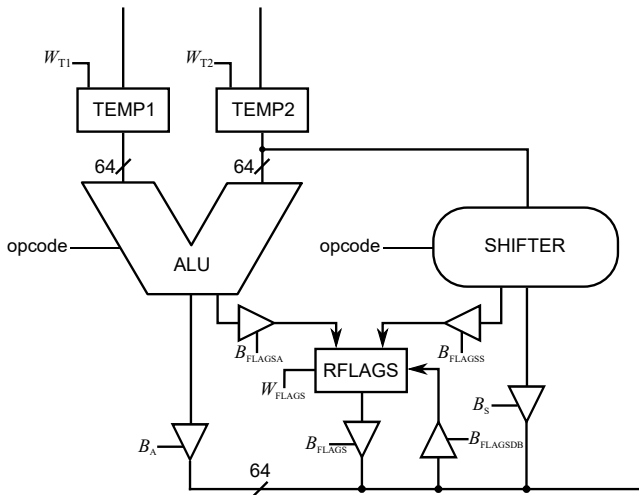 W_T1
W_T2
TEMP1
TEMP2
64
64
opcode
ALU
opcode
SHIFTER
B_FLAGSA
B_FLAGSS
RFLAGS
W_FLAGS
B_S
B_A
B_FLAGS
B_FLAGSDB
64